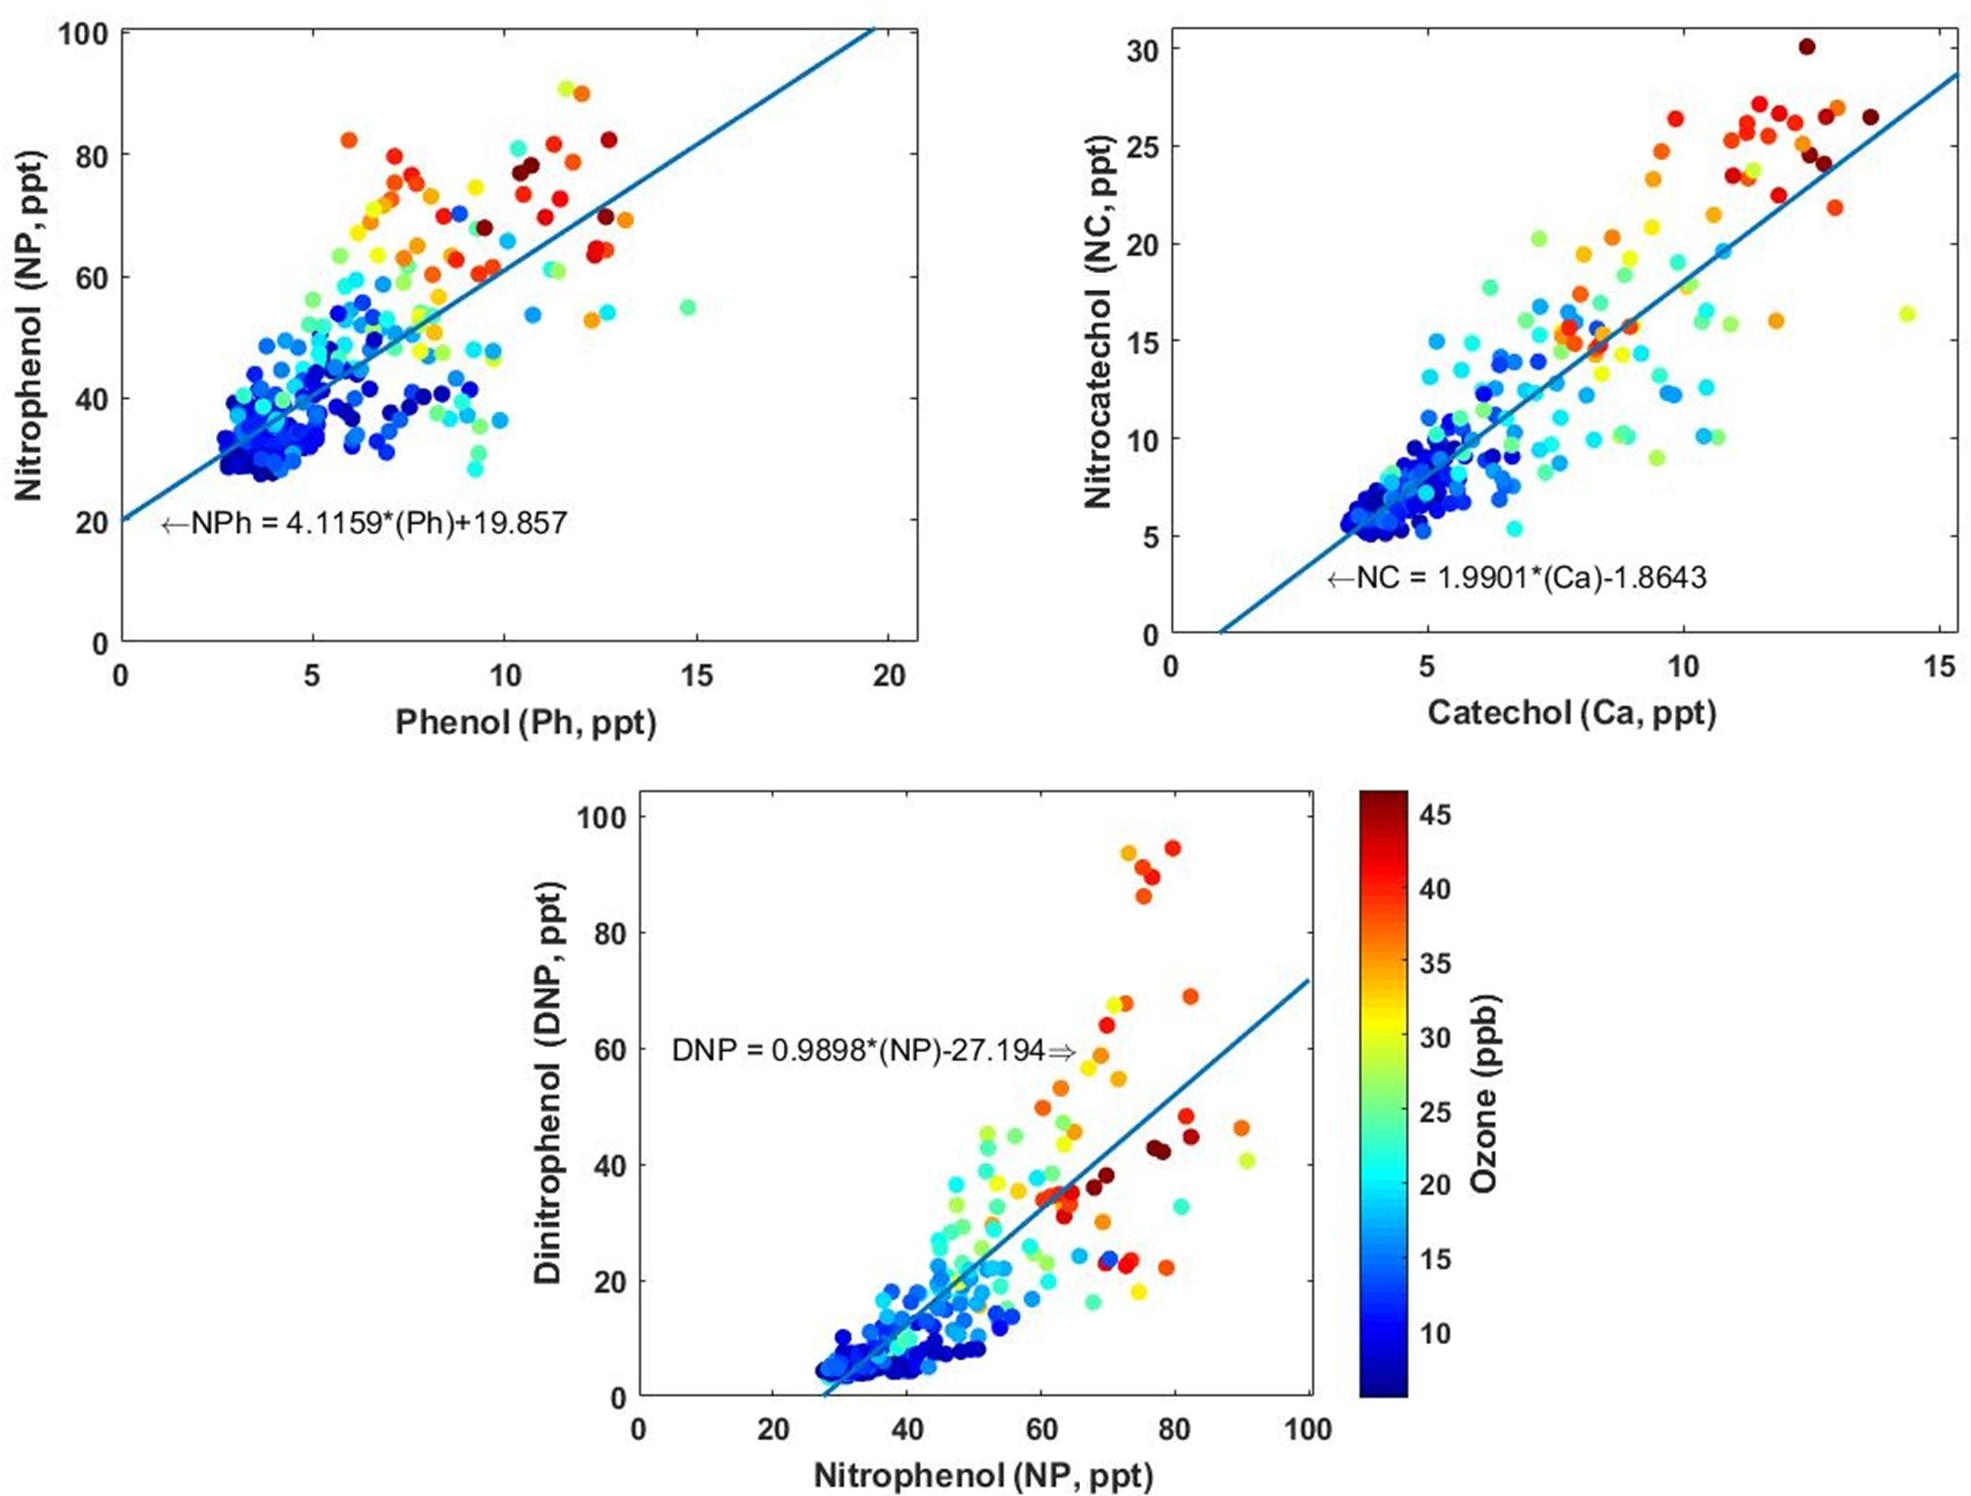 100
80
60
40
20
0
Nitrophenol (NP, ppt)
←NPh = 4.1159*(Ph)+19.857
0 5 10 15 20
Phenol (Ph, ppt)
30
25
20
15
10
5
0
Nitrocatechol (NC, ppt)
←NC = 1.9901*(Ca)-1.8643
0 5 10 15
Catechol (Ca, ppt)
100
80
60
40
20
0
Dinitrophenol (DNP, ppt)
DNP = 0.9898*(NP)-27.194⇒
0 20 40 60 80 100
Nitrophenol (NP, ppt)
45
40
35
30
25
20
15
10
Ozone (ppb)